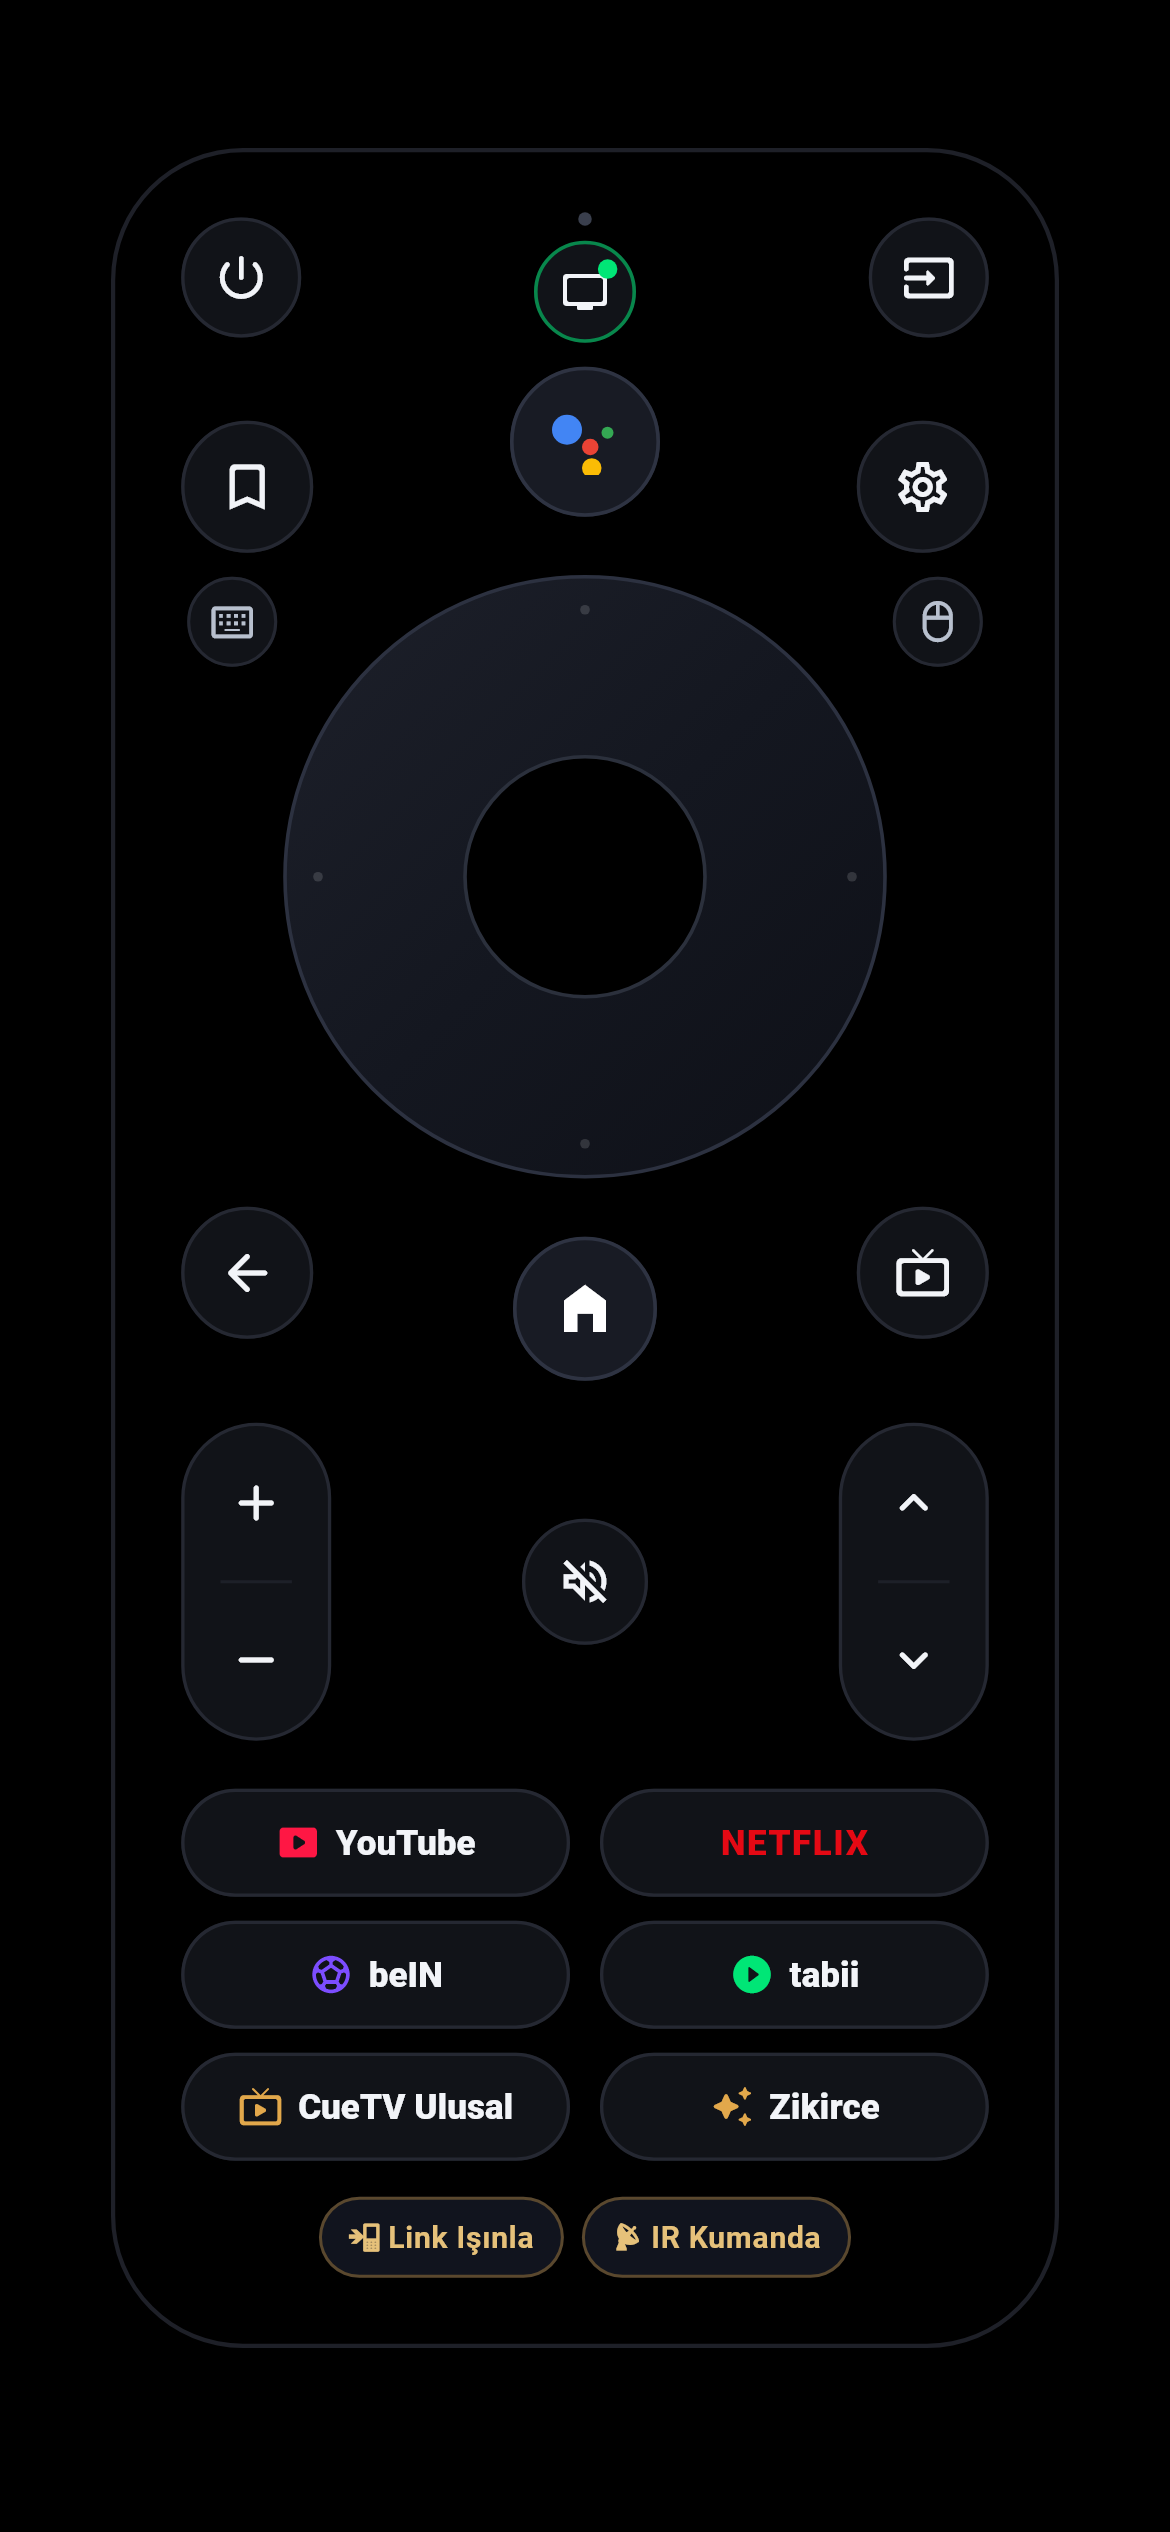 YouTube
NETFLIX
beIN
tabii
CueTV Ulusal
Zikirce
Link Işınla
IR Kumanda